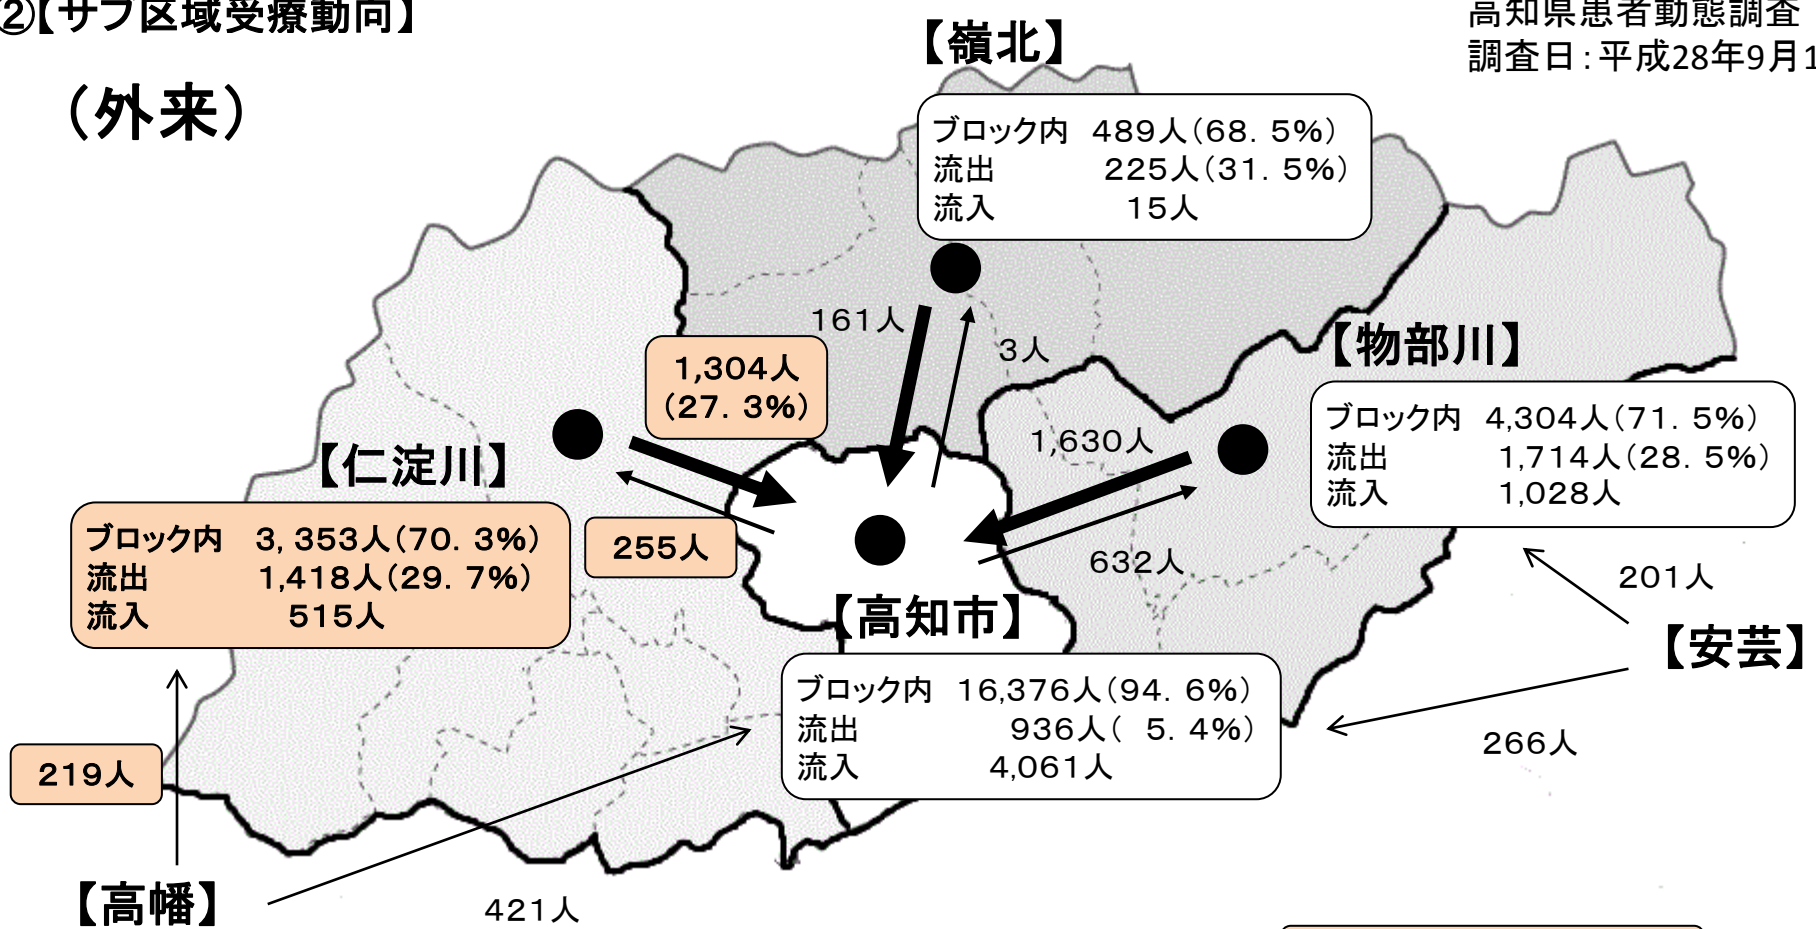 ②【サブ区域受療動向】
高知県患者動態調査
調査日：平成28年9月1
（外来）
【嶺北】
ブロック内 489人（68．5%）
流出 225人（31．5%）
流入 15人
161人
3人
1,304人
（27．3%）
【物部川】
ブロック内 4,304人（71．5%）
流出 1,714人（28．5%）
流入 1,028人
1,630人
632人
【仁淀川】
ブロック内 3，353人（70．3%）
流出 1,418人（29．7%）
流入 515人
255人
【高知市】
ブロック内 16,376人（94．6%）
流出 936人（ 5．4%）
流入 4,061人
201人
【安芸】
266人
219人
【高幡】
421人